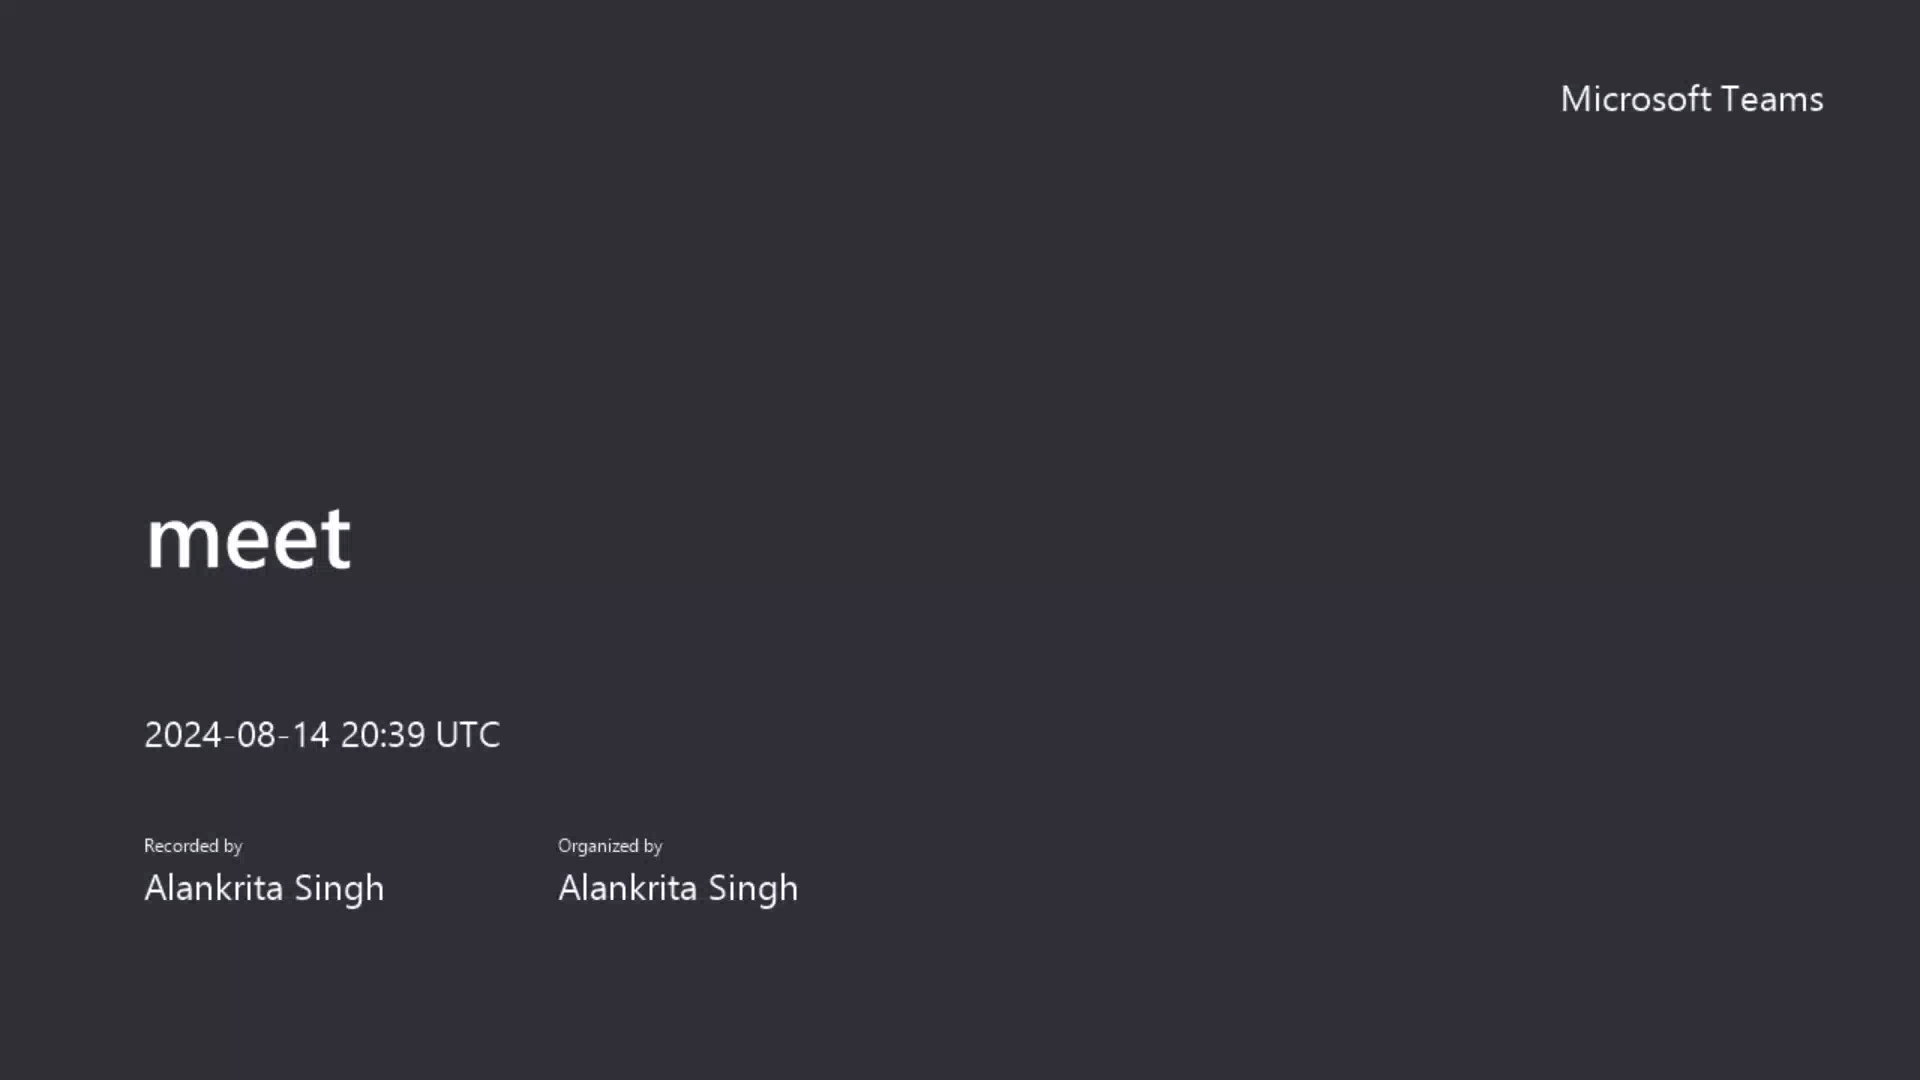 Microsoft Teams
meet
2024-08-14 20:39 UTC
Recorded by
Alankrita Singh
Organized by
Alankrita Singh